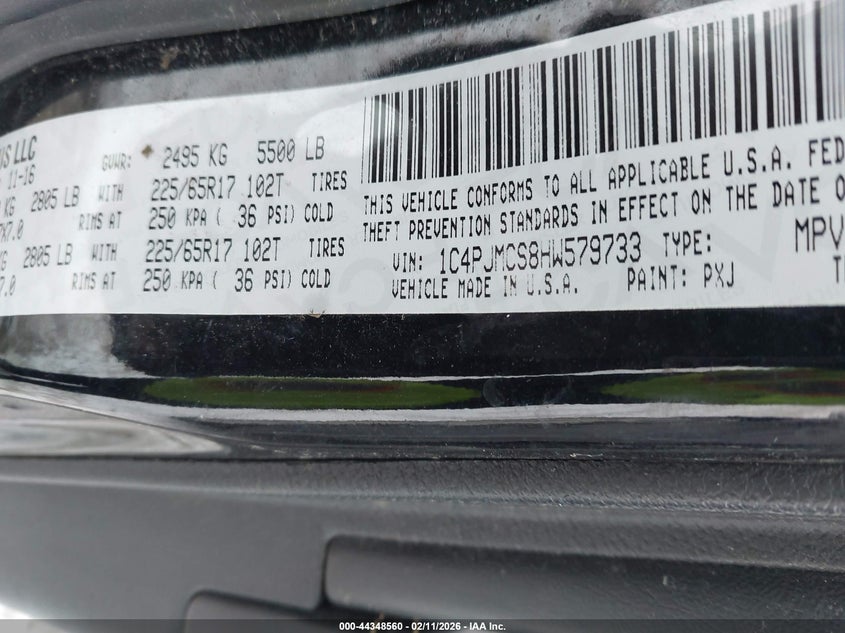 US LLC
11-16 GVWR: 2495 KG 5500 LB
KG 2805 LB WITH 225/65R17 102T TIRES
7.0 RIMS AT 250 KPA ( 36 PSI) COLD
2805 LB WITH 225/65R17 102T TIRES
7.0 RIMS AT 250 KPA ( 36 PSI) COLD
THIS VEHICLE CONFORMS TO ALL APPLICABLE U.S.A. FED
THEFT PREVENTION STANDARDS IN EFFECT ON THE DATE O
VIN: 1C4PJMCS8HW579733 TYPE: MPV
VEHICLE MADE IN U.S.A. PAINT: PXJ
000-44348560 - 02/11/2026 - IAA Inc.